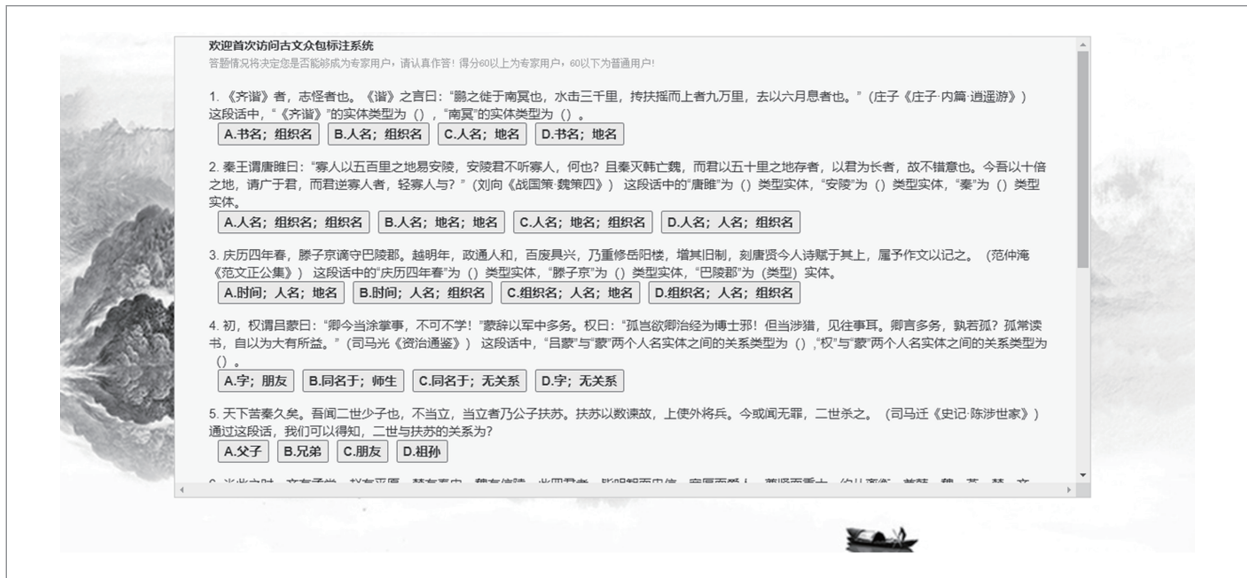 欢迎首次访问古文众包标注系统
答题情况将决定您是否能够成为专家用户，请认真作答！得分60以上为专家用户，60以下为普通用户！
1. 《齐谐》者，志怪者也。《谐》之言曰：“鹏之徙于南冥也，水击三千里，抟扶摇而上者九万里，去以六月息者也。”（庄子《庄子·内篇·逍遥游》）
这段话中，“《齐谐》”的实体类型为（），“南冥”的实体类型为（）。
A.书名；组织名 B.人名；组织名 C.人名；地名 D.书名；地名
2. 秦王谓唐雎曰：“寡人以五百里之地易安陵，安陵君不听寡人，何也？且秦灭韩亡魏，而君以五十里之地存者，以君为长者，故不错意也。今吾以十倍
之地，请广于君，而君逆寡人者，轻寡人与？”（刘向《战国策·魏策四》） 这段话中的“唐雎”为（）类型实体，“安陵”为（）类型实体，“秦”为（）类型
实体。
A.人名；组织名；组织名 B.人名；地名；地名 C.人名；地名；组织名 D.人名；人名；组织名
3. 庆历四年春，滕子京谪守巴陵郡。越明年，政通人和，百废具兴，乃重修岳阳楼，增其旧制，刻唐贤今人诗赋于其上，属予作文以记之。（范仲淹
《范文正公集》） 这段话中的“庆历四年春”为（）类型实体，“滕子京”为（）类型实体，“巴陵郡”为（类型）实体。
A.时间；人名；地名 B.时间；人名；组织名 C.组织名；人名；地名 D.组织名；人名；组织名
4. 初，权谓吕蒙曰：“卿今当涂掌事，不可不学！”蒙辞以军中多务。权曰：“孤岂欲卿治经为博士邪！但当涉猎，见往事耳。卿言多务，孰若孤？孤常读
书，自以为大有所益。”（司马光《资治通鉴》） 这段话中，“吕蒙”与“蒙”两个人名实体之间的关系类型为（）,“权”与“蒙”两个人名实体之间的关系类型为
（）。
A.字；朋友 B.同名于；师生 C.同名于；无关系 D.字；无关系
5. 天下苦秦久矣。吾闻二世少子也，不当立，当立者乃公子扶苏。扶苏以数谏故，上使外将兵。今或闻无罪，二世杀之。（司马迁《史记·陈涉世家》）
通过这段话，我们可以得知，二世与扶苏的关系为？
A.父子 B.兄弟 C.朋友 D.祖孙